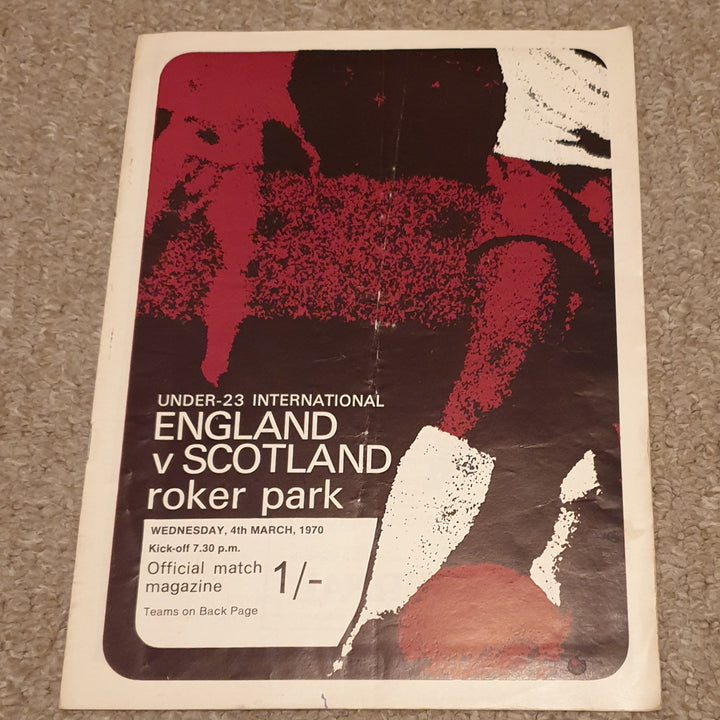 UNDER-23 INTERNATIONAL
ENGLAND
v SCOTLAND
roker park
WEDNESDAY, 4th MARCH, 1970
Kick-off 7.30 p.m.
Official match
magazine
1/-
Teams on Back Page